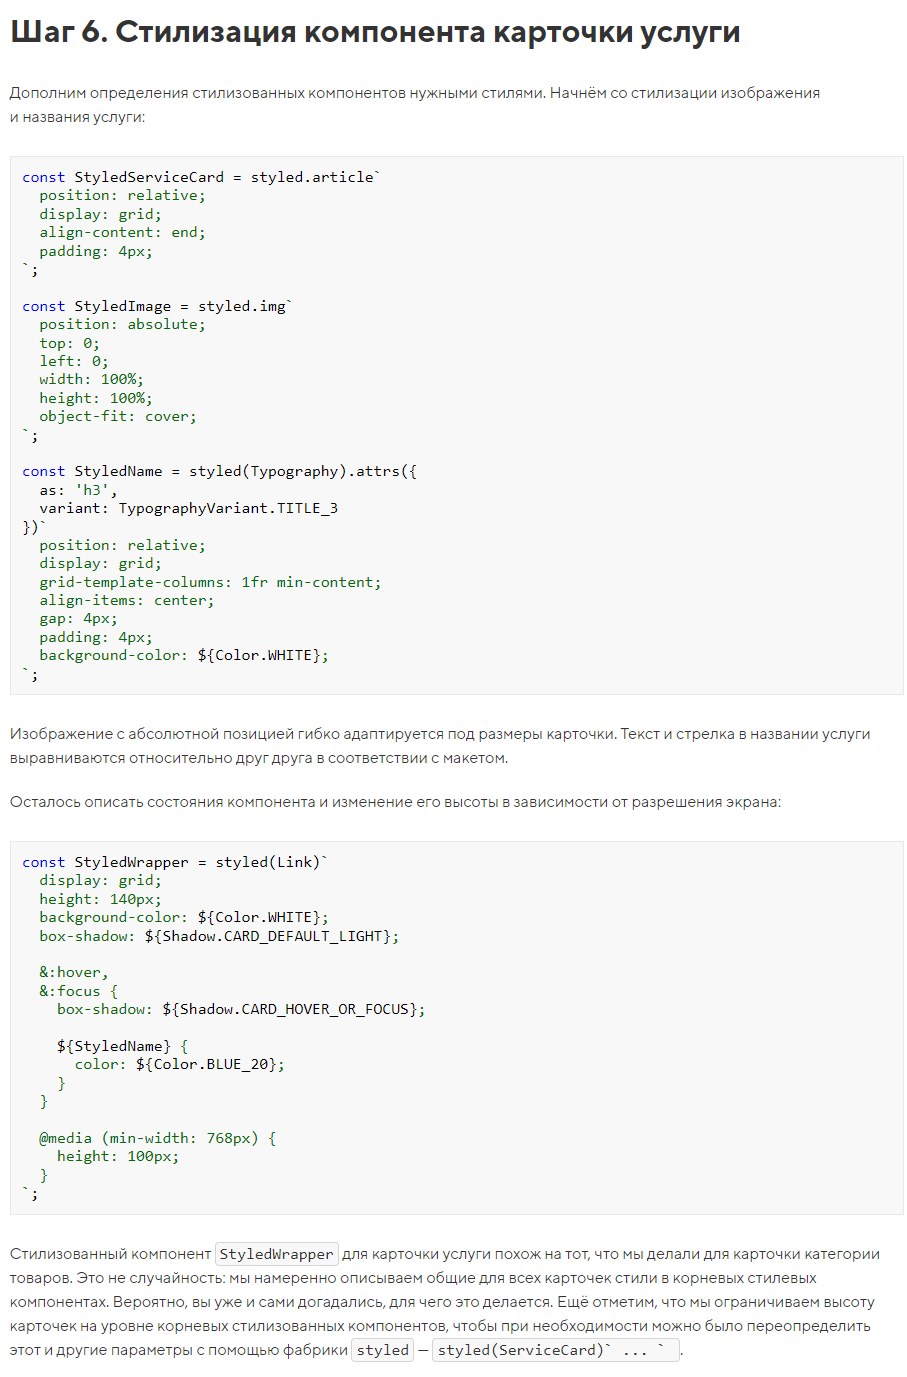 Шаг 6. Стилизация компонента карточки услуги
Дополним определения стилизованных компонентов нужными стилями. Начнём со стилизации изображения
и названия услуги:
const StyledServiceCard = styled.article`
  position: relative;
  display: grid;
  align-content: end;
  padding: 4px;
`;
const StyledImage = styled.img`
  position: absolute;
  top: 0;
  left: 0;
  width: 100%;
  height: 100%;
  object-fit: cover;
`;
const StyledName = styled(Typography).attrs({
  as: 'h3',
  variant: TypographyVariant.TITLE_3
})`
  position: relative;
  display: grid;
  grid-template-columns: 1fr min-content;
  align-items: center;
  gap: 4px;
  padding: 4px;
  background-color: ${Color.WHITE};
`;
Изображение с абсолютной позицией гибко адаптируется под размеры карточки. Текст и стрелка в названии услуги
выравниваются относительно друг друга в соответствии с макетом.
Осталось описать состояния компонента и изменение его высоты в зависимости от разрешения экрана:
const StyledWrapper = styled(Link)`
  display: grid;
  height: 140px;
  background-color: ${Color.WHITE};
  box-shadow: ${Shadow.CARD_DEFAULT_LIGHT};
  &:hover,
  &:focus {
    box-shadow: ${Shadow.CARD_HOVER_OR_FOCUS};
    ${StyledName} {
      color: ${Color.BLUE_20};
    }
  }
  @media (min-width: 768px) {
    height: 100px;
  }
`;
Стилизованный компонент StyledWrapper для карточки услуги похож на тот, что мы делали для карточки категории
товаров. Это не случайность: мы намеренно описываем общие для всех карточек стили в корневых стилевых
компонентах. Вероятно, вы уже и сами догадались, для чего это делается. Ещё отметим, что мы ограничиваем высоту
карточек на уровне корневых стилизованных компонентов, чтобы при необходимости можно было переопределить
этот и другие параметры с помощью фабрики styled — styled(ServiceCard)` ... ` .